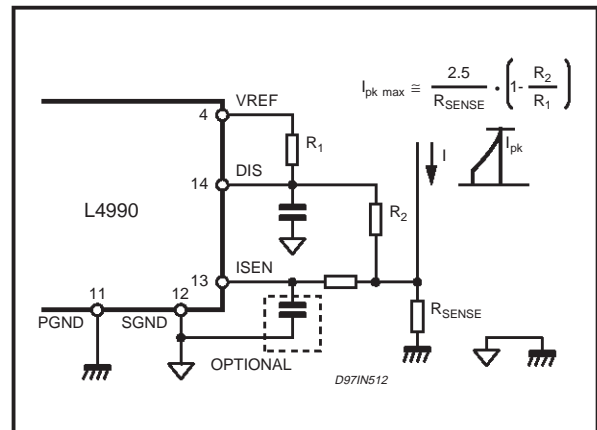 VREF
4
R1
DIS
14
L4990
R2
13
ISEN
11
12
PGND
SGND
OPTIONAL
RSENSE
D97IN512
I
Ipk
Ipk max ≅ 2.5 / RSENSE • (1- R2 / R1)